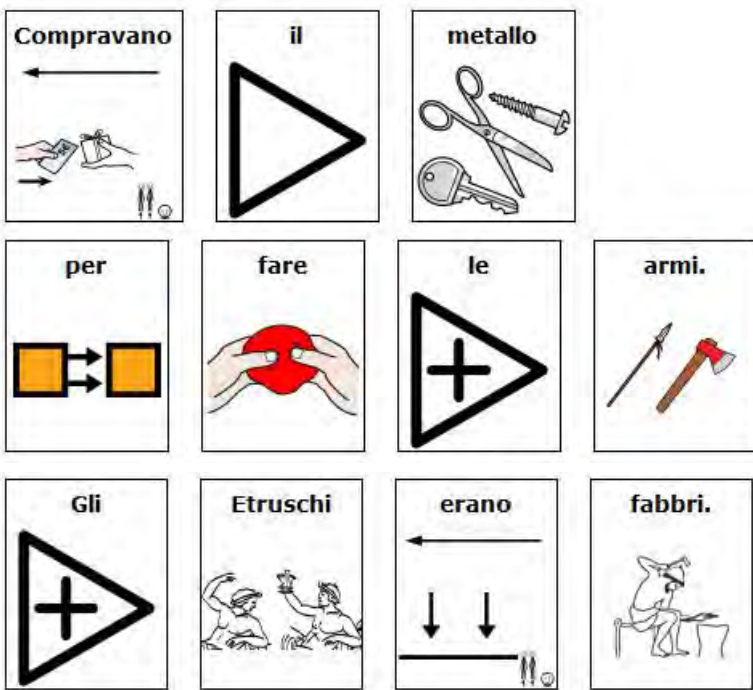 Compravano il metallo
per fare le armi.
Gli Etruschi erano fabbri.